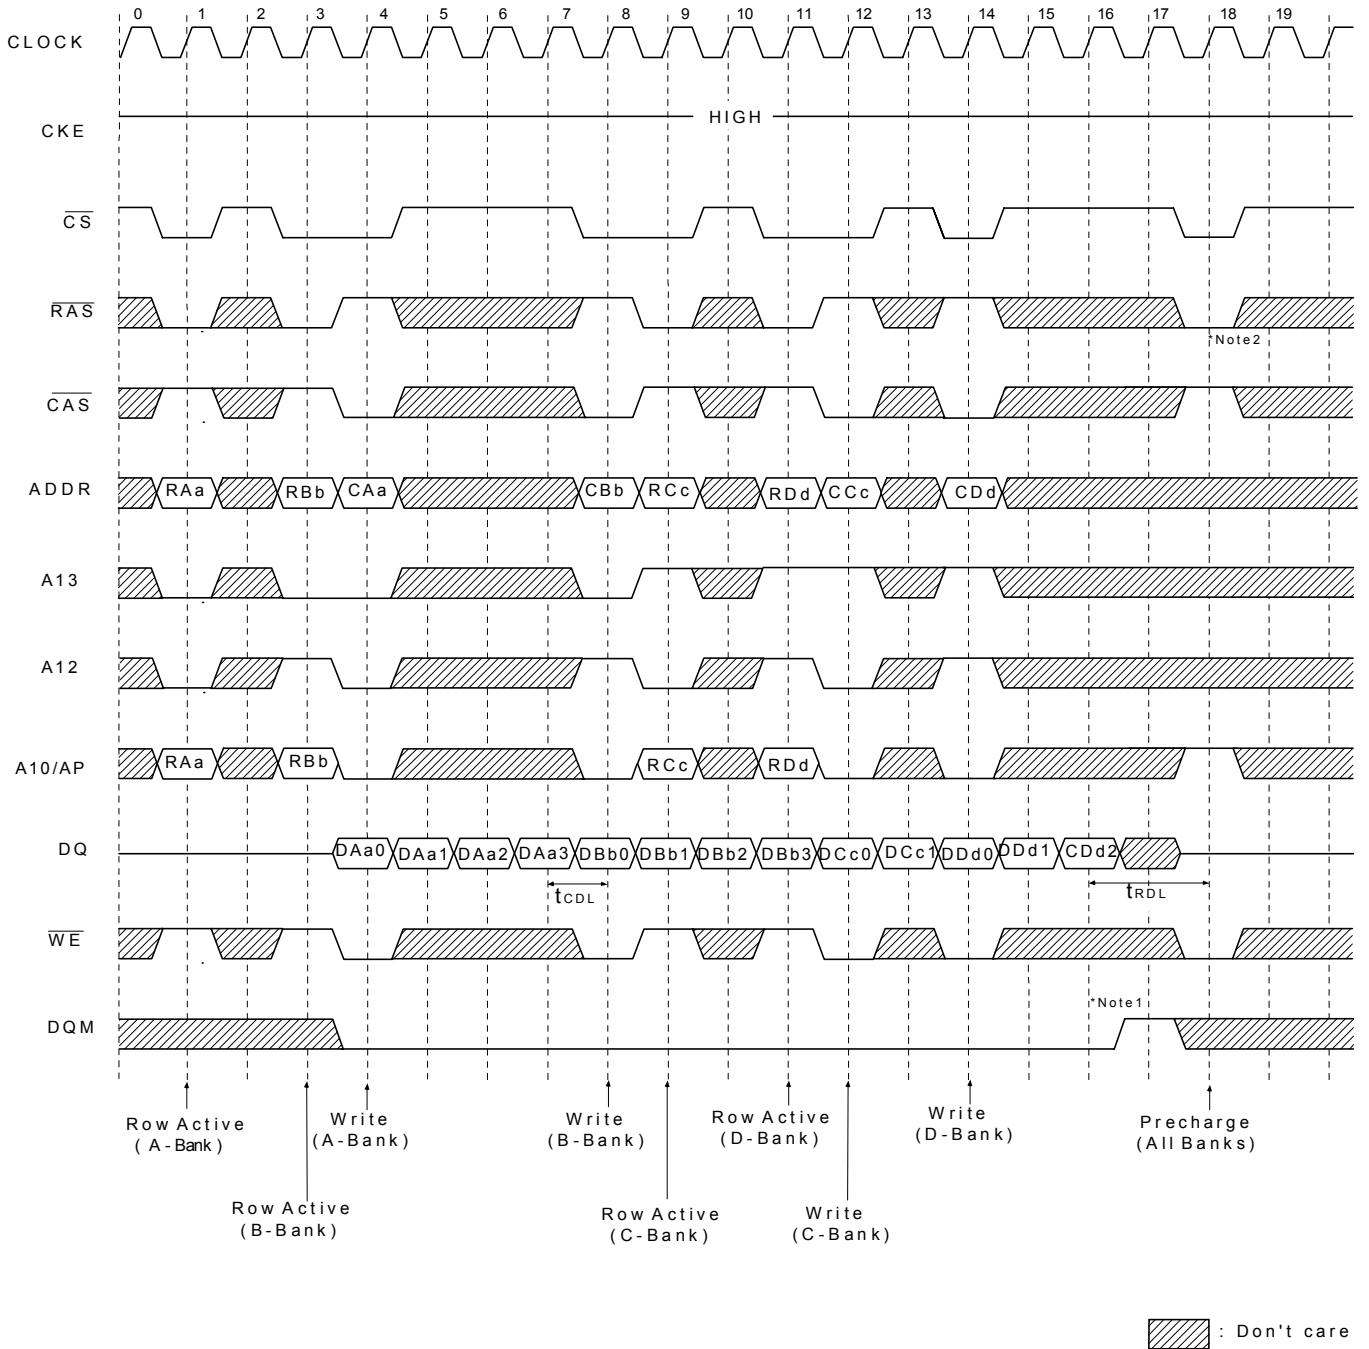 0 1 2 3 4 5 6 7 8 9 10 11 12 13 14 15 16 17 18 19
CLOCK
CKE
HIGH
CS
RAS
*Note2
CAS
ADDR RAa RBb CAa CBb RCc RDd CCc CDd
A13
A12
A10/AP RAa RBb RCc RDd
DQ DAa0 DAa1 DAa2 DAa3 DBb0 DBb1 DBb2 DBb3 DCc0 DCc1 DDd0 DDd1 CDd2
tCDL tRDL
WE
*Note1
DQM
Row Active
(A-Bank)
Write
(A-Bank)
Write
(B-Bank)
Row Active
(D-Bank)
Write
(D-Bank)
Precharge
(All Banks)
Row Active
(B-Bank)
Row Active
(C-Bank)
Write
(C-Bank)
: Don't care